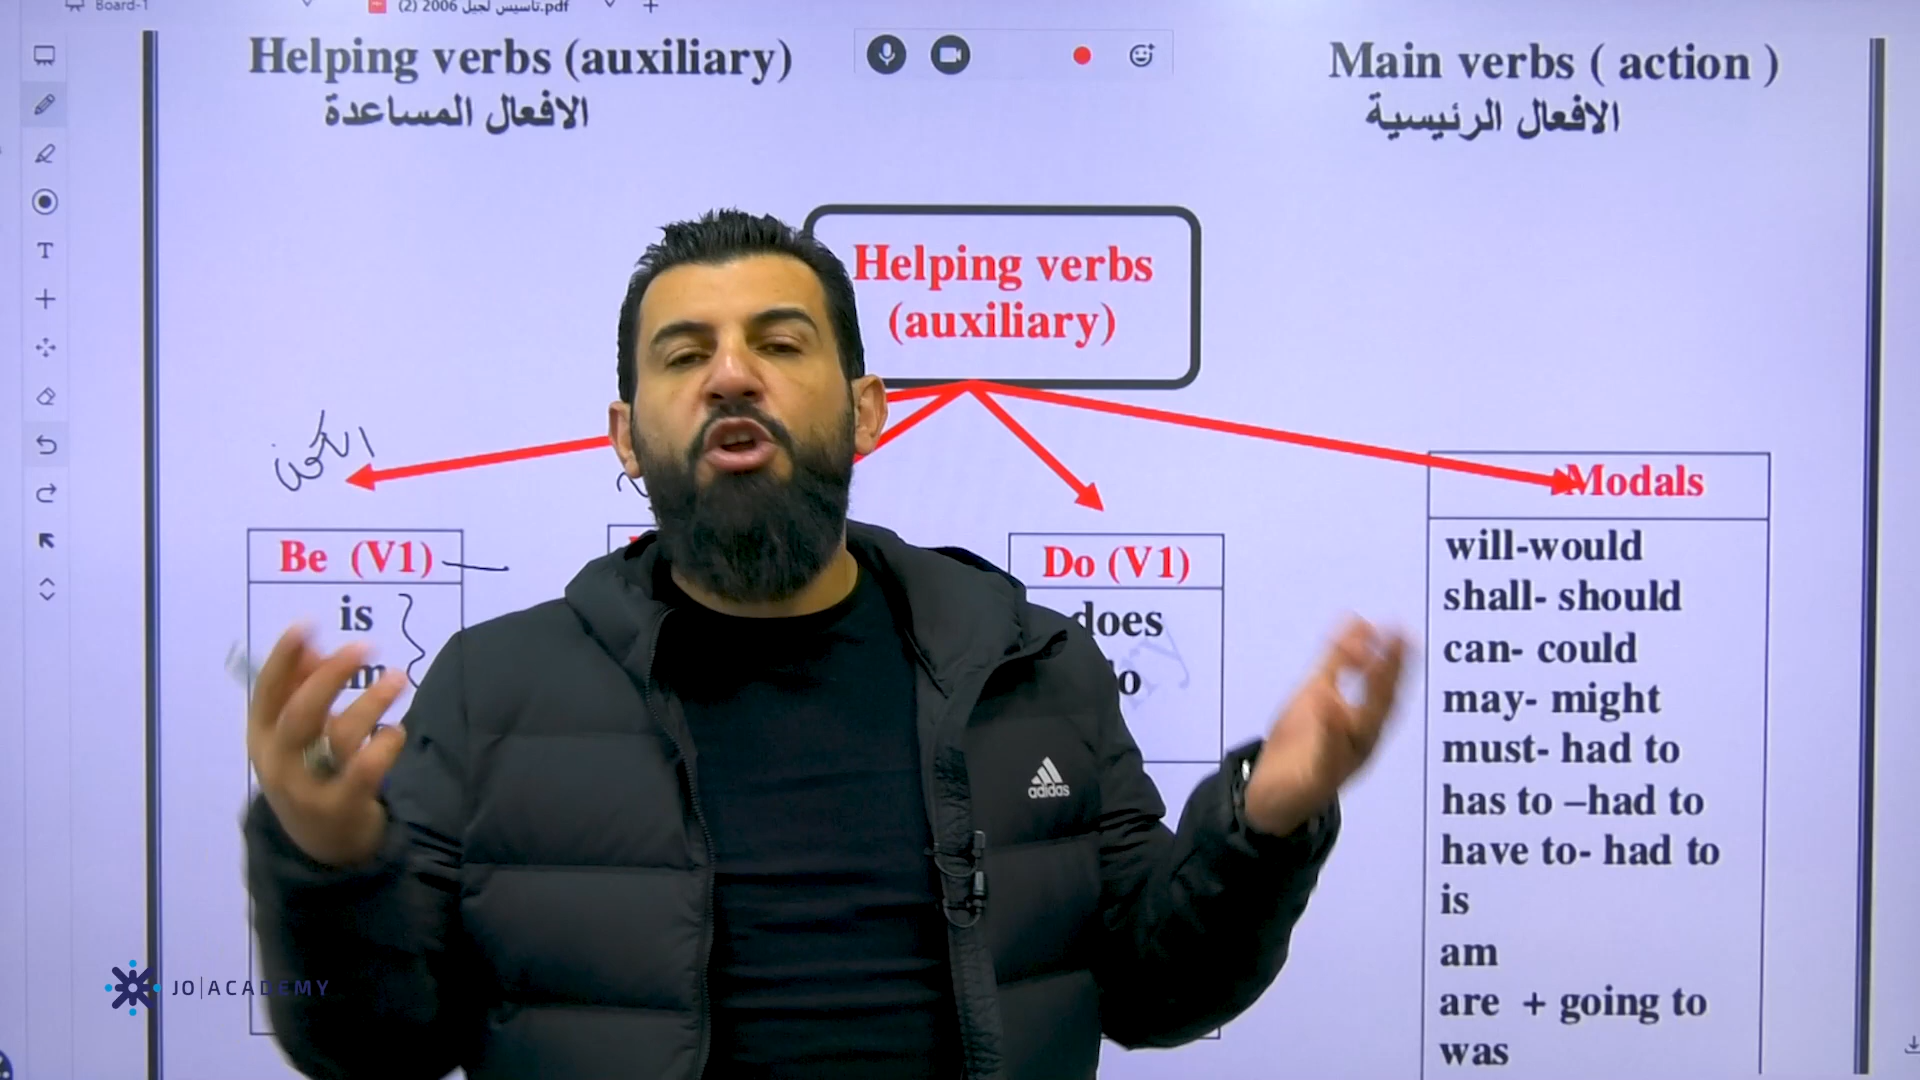 Board-1
تاسيس لجيل 2006 (2).pdf
Helping verbs (auxiliary)
الافعال المساعدة
Main verbs ( action )
الافعال الرئيسية
Helping verbs
(auxiliary)
Be (V1)
is
Do (V1)
does
Modals
will-would
shall- should
can- could
may- might
must- had to
has to –had to
have to- had to
is
am
are + going to
was
adidas
JO|ACADEMY